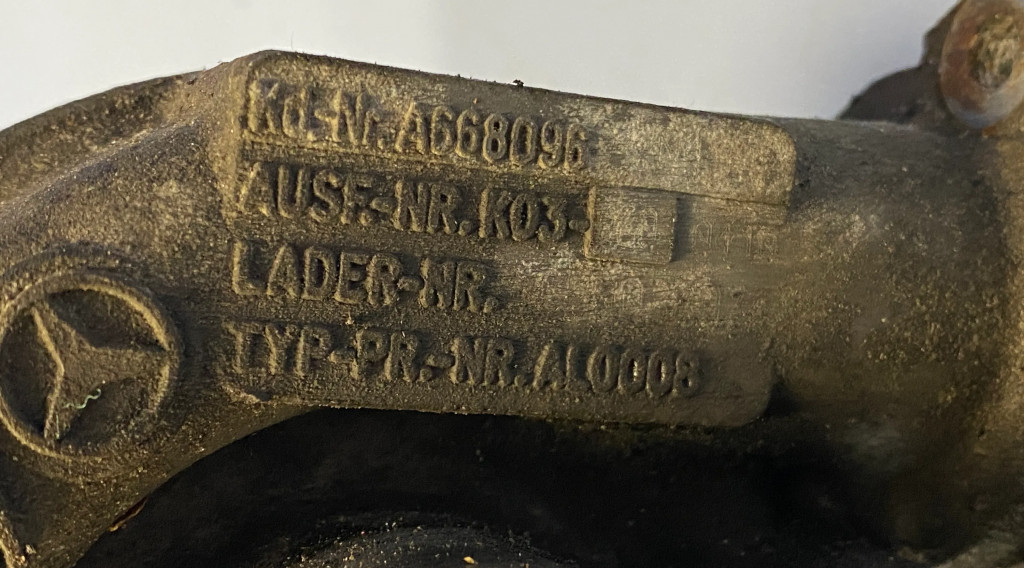 Kd-Nr. A668096
AUSF.-NR. K03-
LADER-NR.
TYP-PR.-NR. AL0008